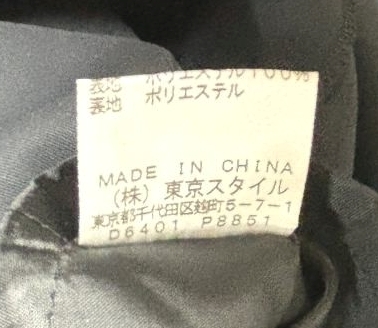 表地 ポリエステル100%
裏地 ポリエステル
MADE IN CHINA
(株) 東京スタイル
東京都千代田区麹町5-7-1
D6401 P8851